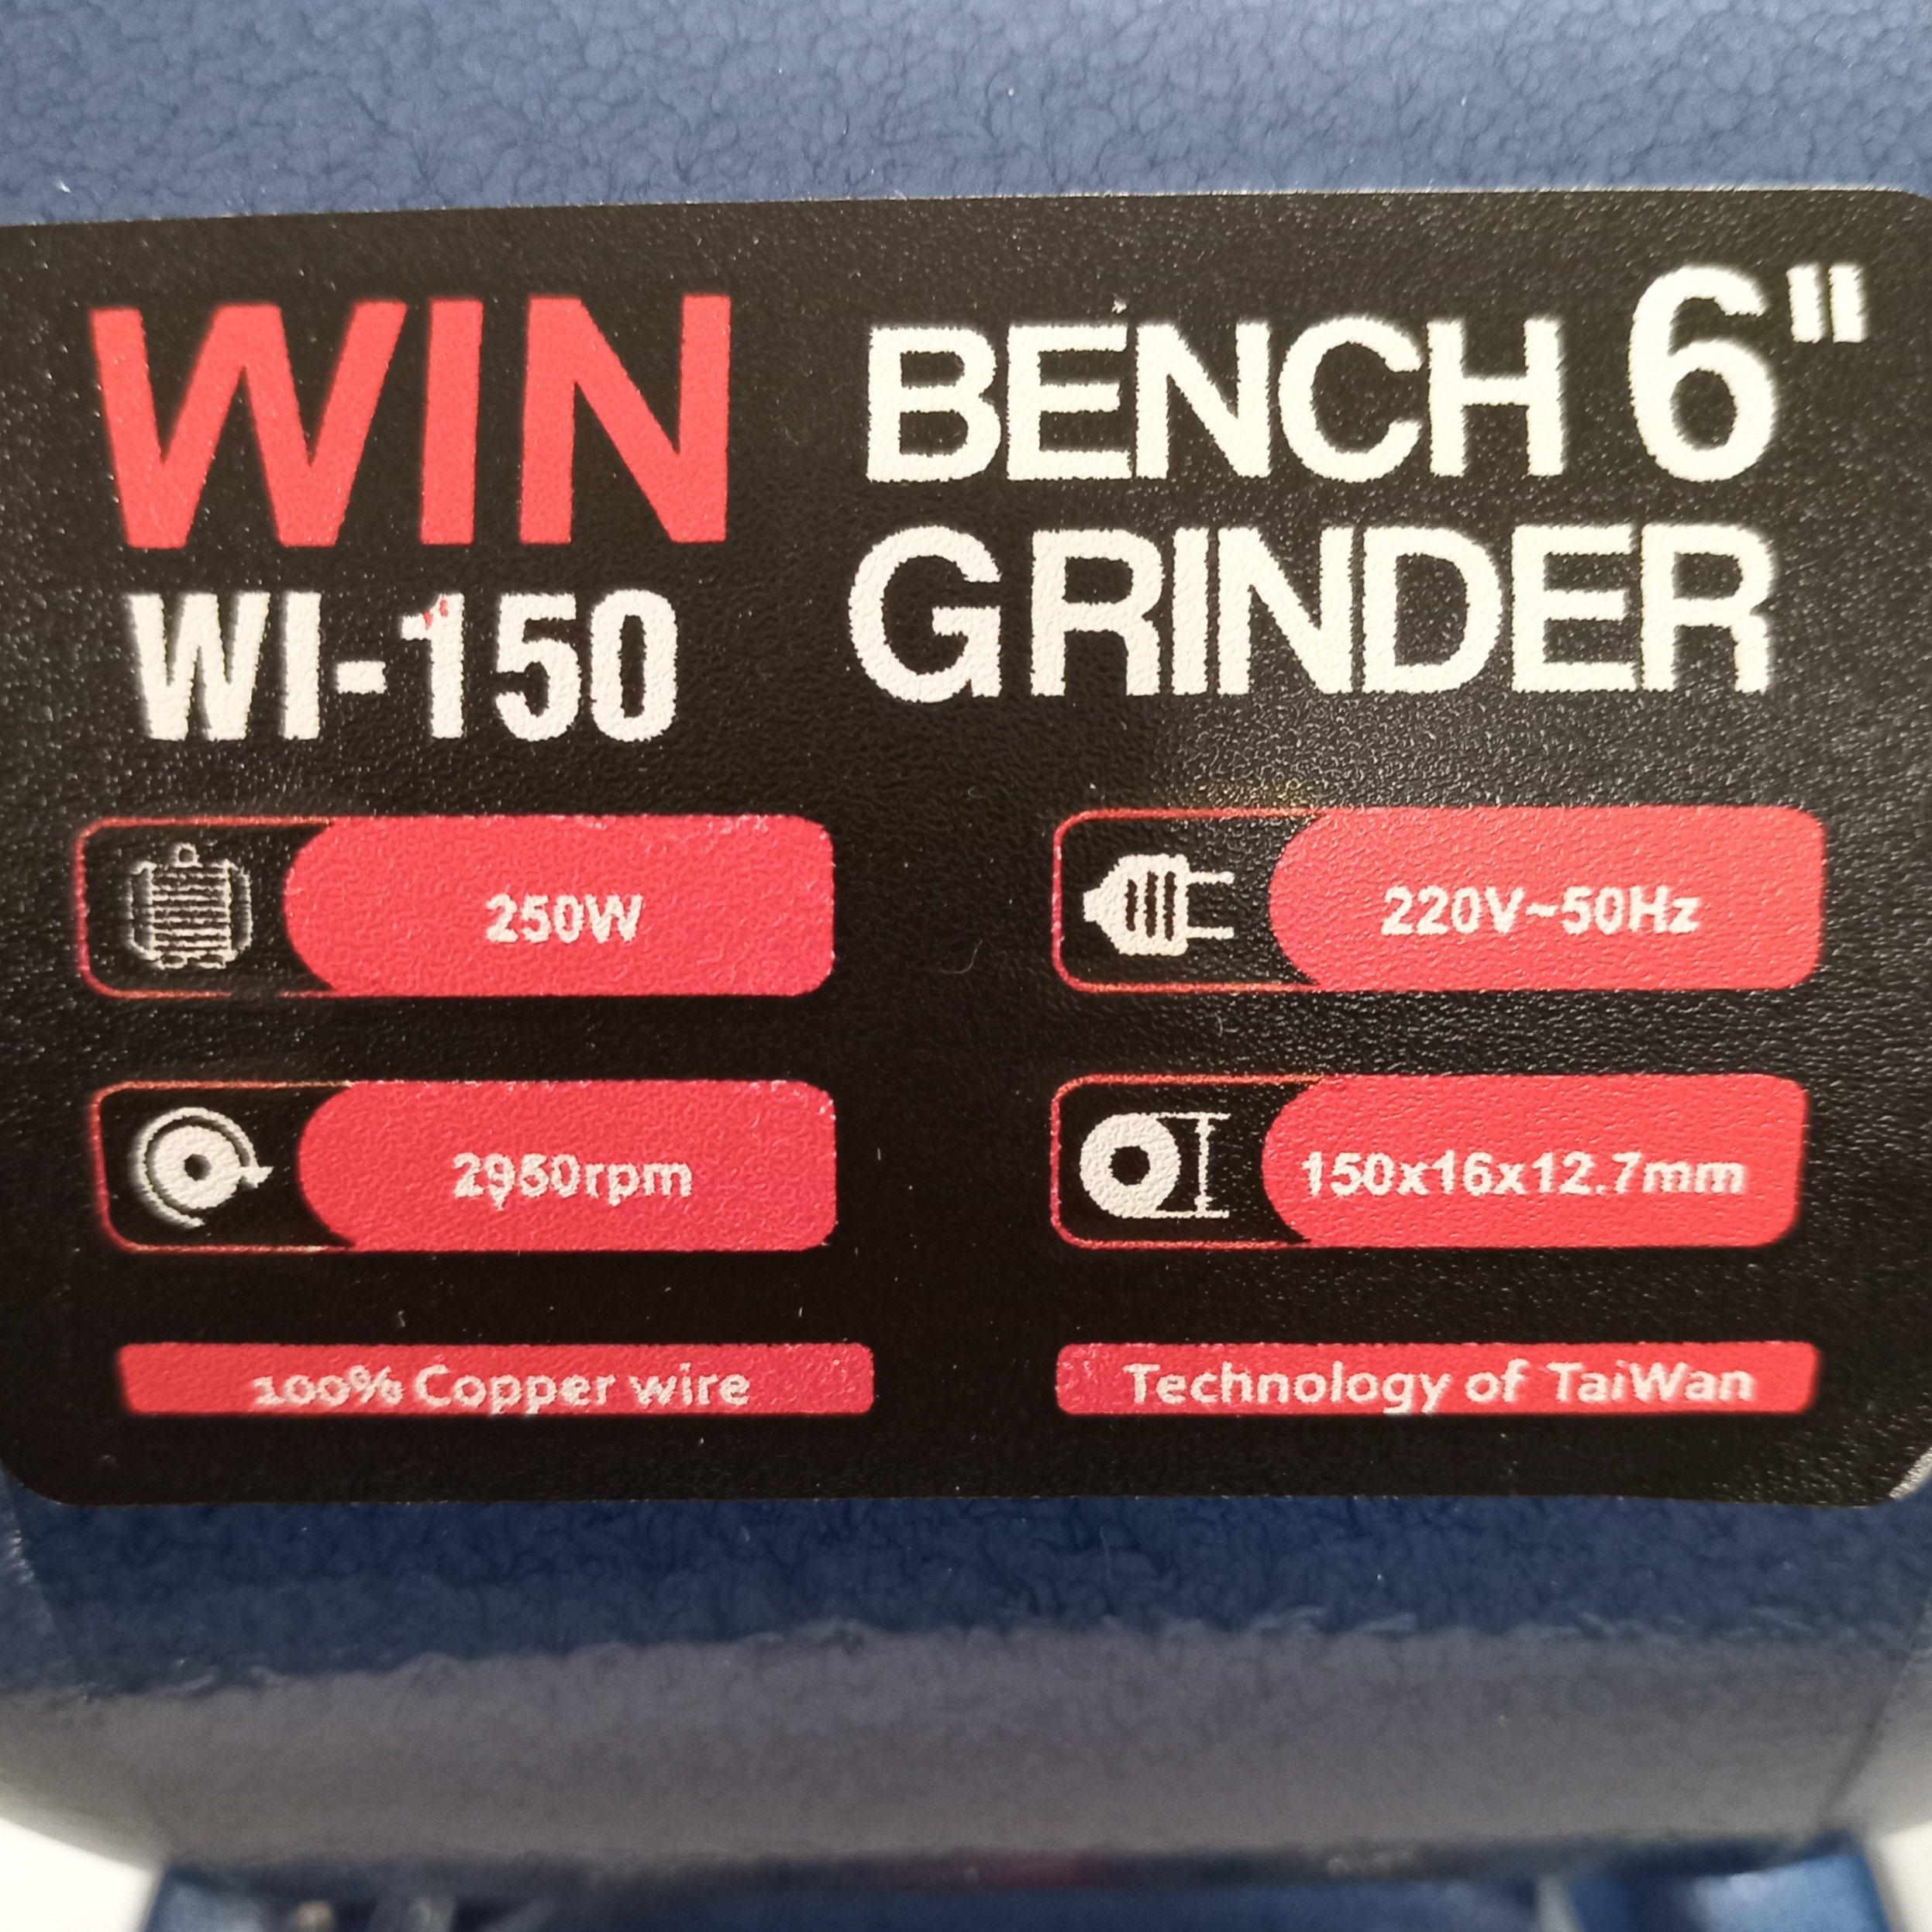 WIN
WI-150
BENCH 6"
GRINDER
250W
220V~50Hz
2950rpm
150x16x12.7mm
100% Copper wire
Technology of TaiWan